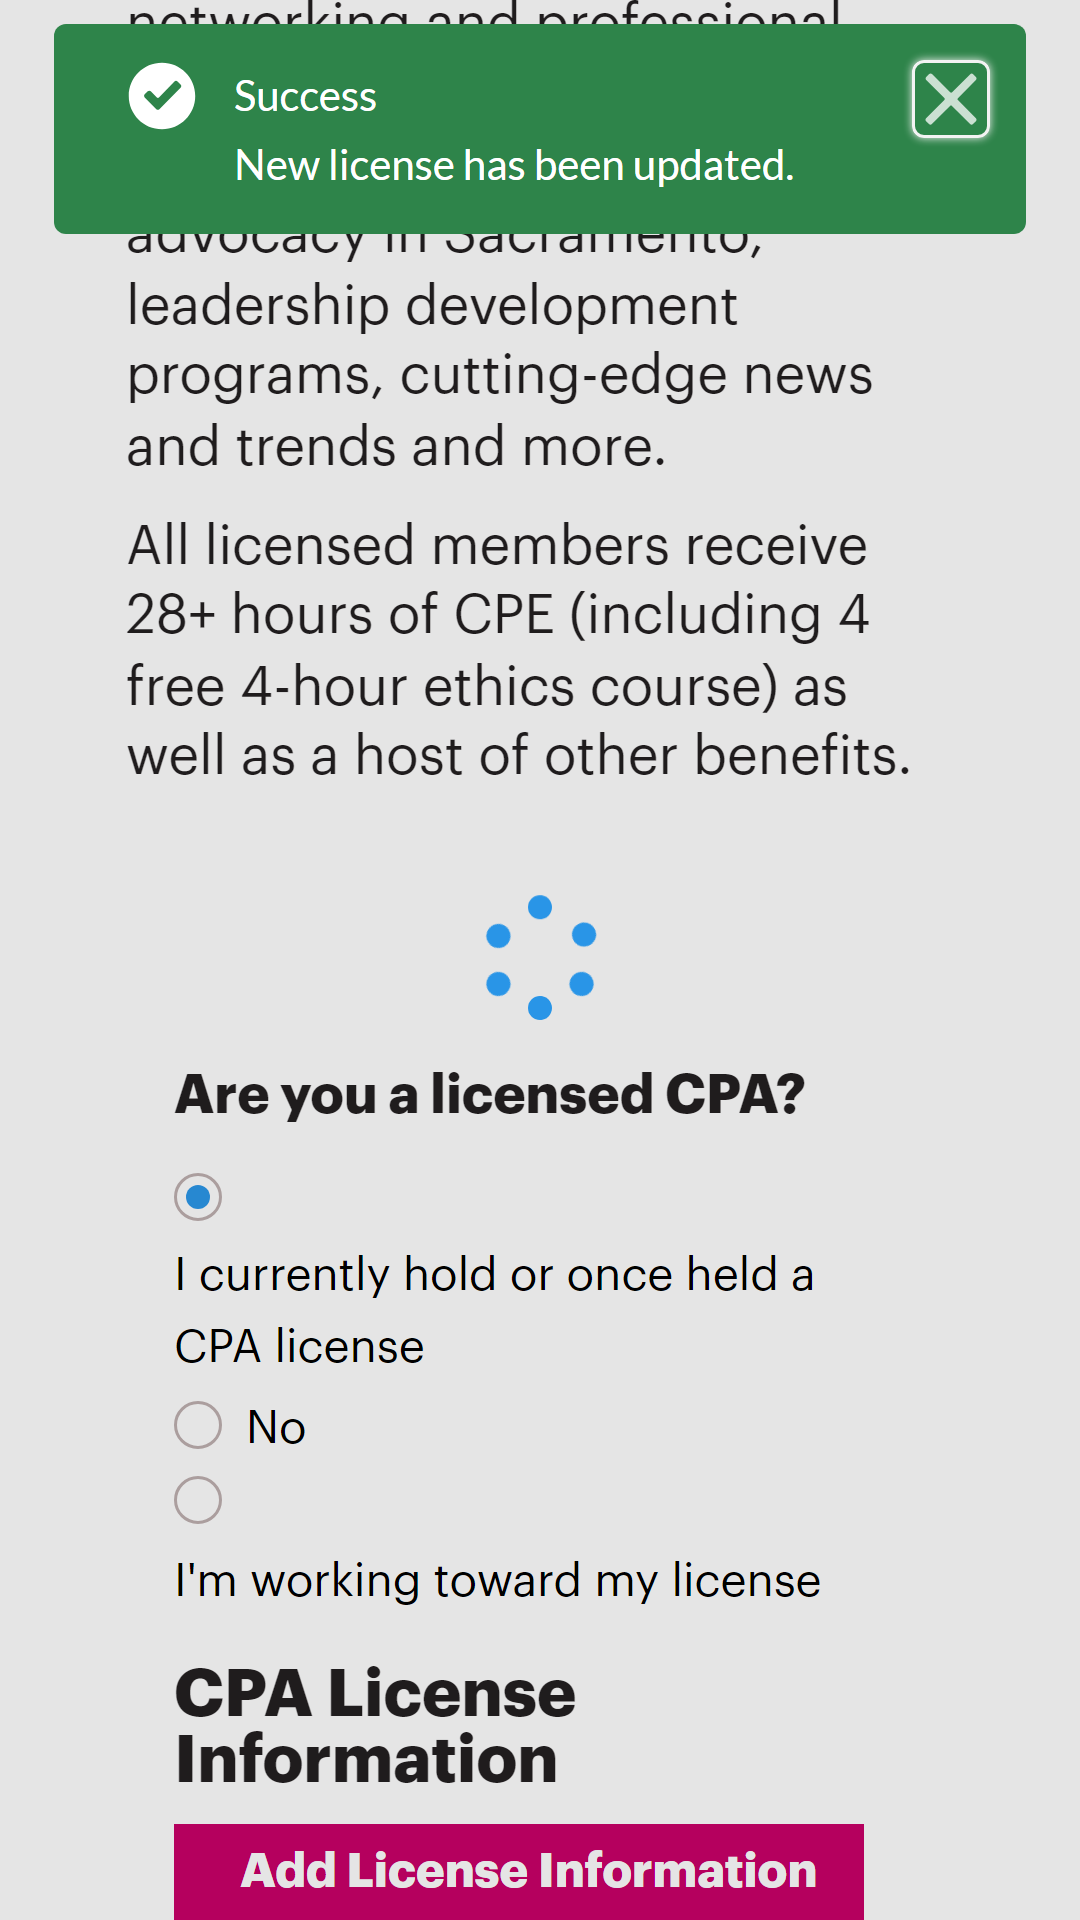 networking and professional
Success
New license has been updated.
advocacy in Sacramento,
leadership development
programs, cutting-edge news
and trends and more.
All licensed members receive
28+ hours of CPE (including 4
free 4-hour ethics course) as
well as a host of other benefits.
Are you a licensed CPA?
I currently hold or once held a
CPA license
No
I'm working toward my license
CPA License
Information
Add License Information